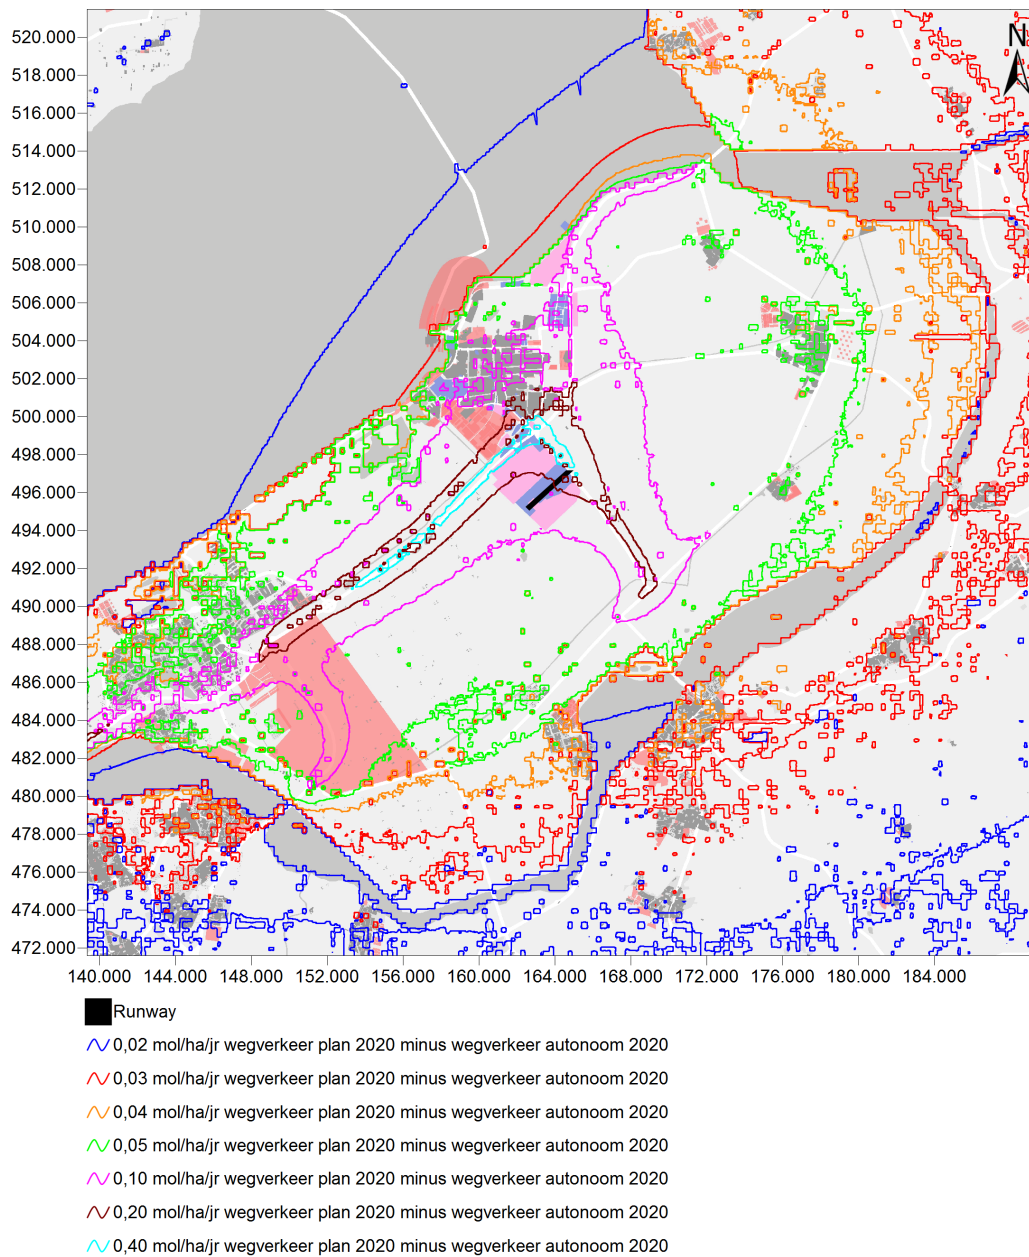 N
520.000
518.000
516.000
514.000
512.000
510.000
508.000
506.000
504.000
502.000
500.000
498.000
496.000
494.000
492.000
490.000
488.000
486.000
484.000
482.000
480.000
478.000
476.000
474.000
472.000
140.000 144.000 148.000 152.000 156.000 160.000 164.000 168.000 172.000 176.000 180.000 184.000
Runway
0,02 mol/ha/jr wegverkeer plan 2020 minus wegverkeer autonoom 2020
0,03 mol/ha/jr wegverkeer plan 2020 minus wegverkeer autonoom 2020
0,04 mol/ha/jr wegverkeer plan 2020 minus wegverkeer autonoom 2020
0,05 mol/ha/jr wegverkeer plan 2020 minus wegverkeer autonoom 2020
0,10 mol/ha/jr wegverkeer plan 2020 minus wegverkeer autonoom 2020
0,20 mol/ha/jr wegverkeer plan 2020 minus wegverkeer autonoom 2020
0,40 mol/ha/jr wegverkeer plan 2020 minus wegverkeer autonoom 2020